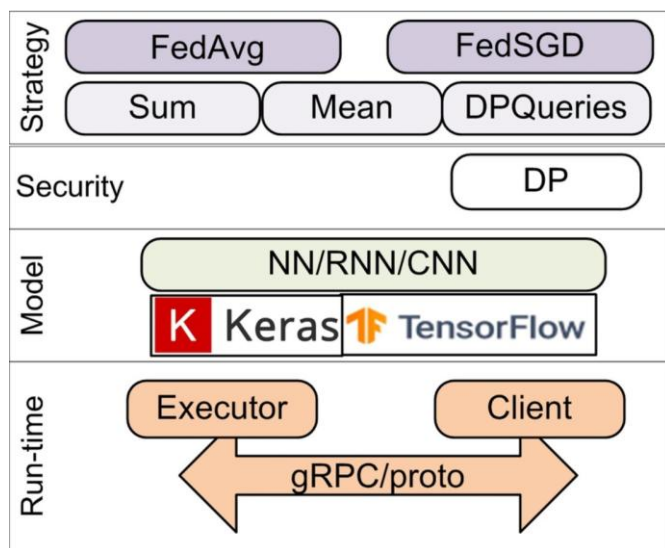 Strategy
FedAvg
FedSGD
Sum
Mean
DPQueries
Security
DP
Model
NN/RNN/CNN
K Keras
TensorFlow
Run-time
Executor
Client
gRPC/proto